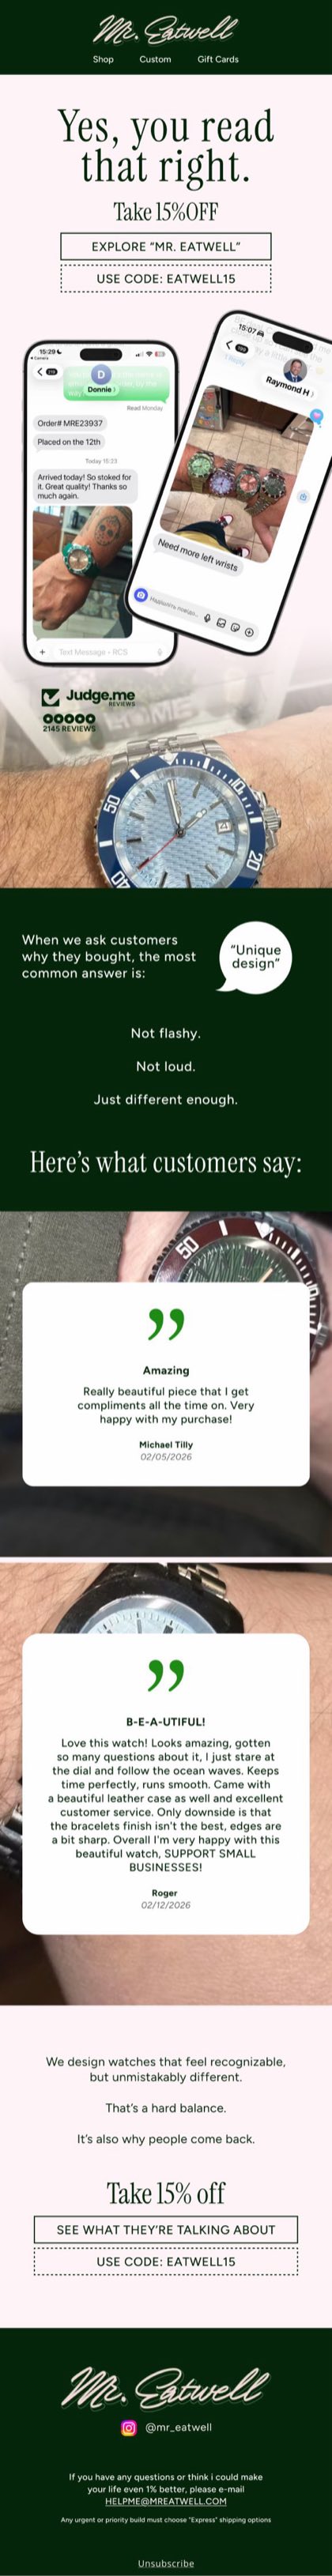 Mr. Eatwell
Shop Custom Gift Cards
Yes, you read
that right.
Take 15%OFF
EXPLORE “MR. EATWELL”
USE CODE: EATWELL15
15:29
D
Donnie
Read Monday
Order# MRE23937
Placed on the 12th
Today 15:23
Arrived today! So stoked for
it. Great quality! Thanks so
much again.
Text Message - RCS
15:07
1 Reply
Raymond H
Need more left wrists
Judge.me
REVIEWS
2145 REVIEWS
50
40
20
When we ask customers
why they bought, the most
common answer is:
“Unique
design”
Not flashy.
Not loud.
Just different enough.
Here’s what customers say:
50
”
Amazing
Really beautiful piece that I get
compliments all the time on. Very
happy with my purchase!
Michael Tilly
02/05/2026
”
B-E-A-UTIFUL!
Love this watch! Looks amazing, gotten
so many questions about it, I just stare at
the dial and follow the ocean waves. Keeps
time perfectly, runs smooth. Came with
a beautiful leather case as well and excellent
customer service. Only downside is that
the bracelets finish isn't the best, edges are
a bit sharp. Overall I'm very happy with this
beautiful watch, SUPPORT SMALL
BUSINESSES!
Roger
02/12/2026
We design watches that feel recognizable,
but unmistakably different.
That’s a hard balance.
It’s also why people come back.
Take 15% off
SEE WHAT THEY’RE TALKING ABOUT
USE CODE: EATWELL15
Mr. Eatwell
@mr_eatwell
If you have any questions or think i could make
your life even 1% better, please e-mail
HELPME@MREATWELL.COM
Any urgent or priority build must choose "Express" shipping options
Unsubscribe